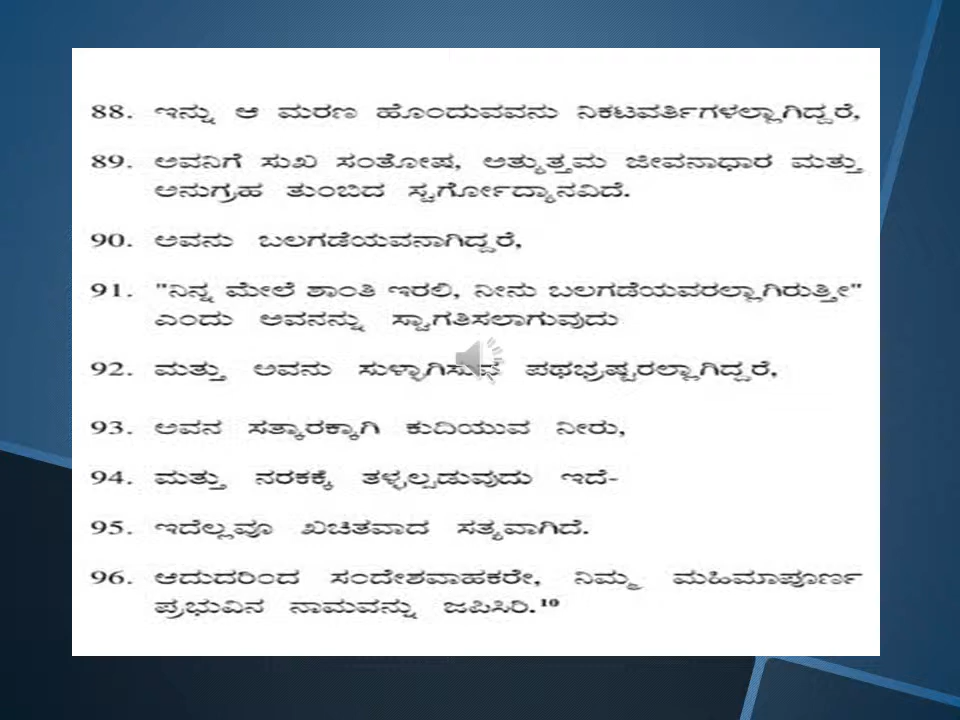 88. ಇನ್ನು ಆ ಮರಣ ಹೊಂದುವವನು ನಿಕಟವರ್ತಿಗಳಲ್ಲಾಗಿದ್ದರೆ,
89. ಅವನಿಗೆ ಸುಖ ಸಂತೋಷ, ಅತ್ಯುತ್ತಮ ಜೀವನಾಧಾರ ಮತ್ತು
ಅನುಗ್ರಹ ತುಂಬಿದ ಸ್ವರ್ಗೋದ್ಯಾನವಿದೆ.
90. ಅವನು ಬಲಗಡೆಯವನಾಗಿದ್ದರೆ,
91. "ನಿನ್ನ ಮೇಲೆ ಶಾಂತಿ ಇರಲಿ, ನೀನು ಬಲಗಡೆಯವರಲ್ಲಾಗಿರುತ್ತೀ"
ಎಂದು ಅವನನ್ನು ಸ್ವಾಗತಿಸಲಾಗುವುದು
92. ಮತ್ತು ಅವನು ಸುಳ್ಳಾಗಿಸುವ ಪಥಭ್ರಷ್ಟರಲ್ಲಾಗಿದ್ದರೆ,
93. ಅವನ ಸತ್ಕಾರಕ್ಕಾಗಿ ಕುದಿಯುವ ನೀರು,
94. ಮತ್ತು ನರಕಕ್ಕೆ ತಳ್ಳಲ್ಪಡುವುದು ಇದೆ-
95. ಇದೆಲ್ಲವೂ ಖಚಿತವಾದ ಸತ್ಯವಾಗಿದೆ.
96. ಆದುದರಿಂದ ಸಂದೇಶವಾಹಕರೇ, ನಿಮ್ಮ ಮಹಿಮಾಪೂರ್ಣ
ಪ್ರಭುವಿನ ನಾಮವನ್ನು ಜಪಿಸಿರಿ.¹⁰